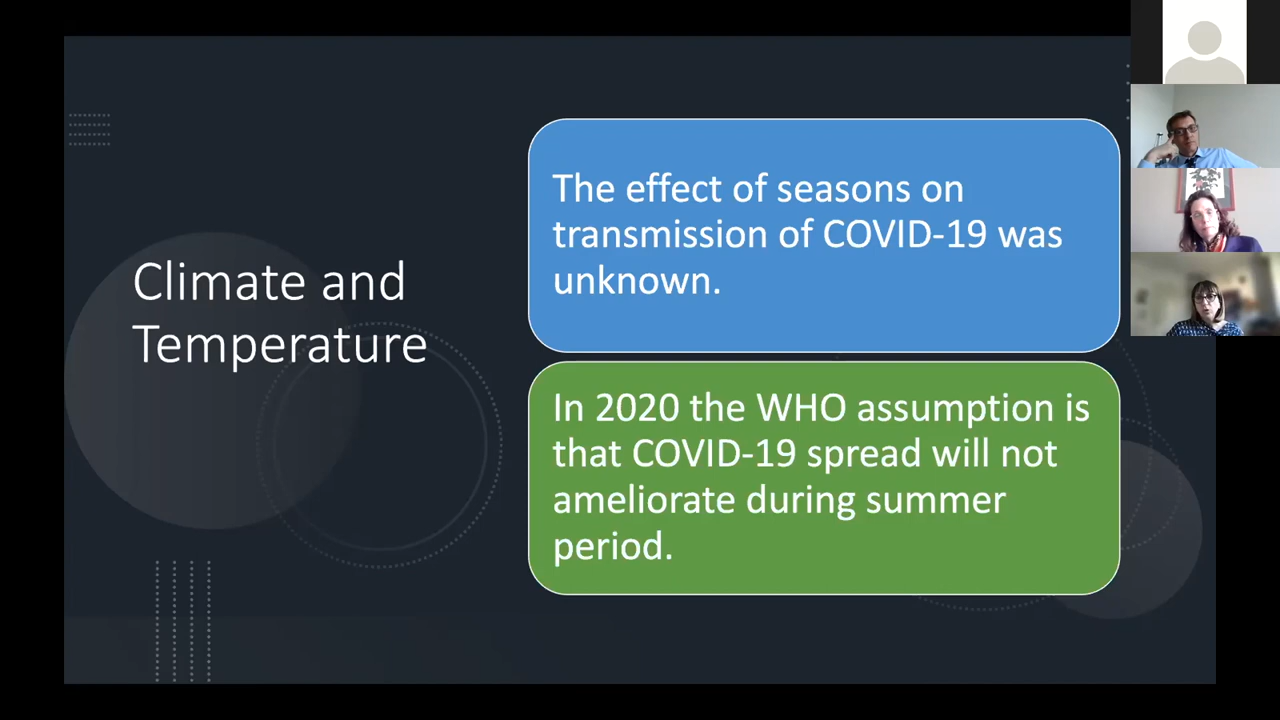 Climate and
Temperature
The effect of seasons on
transmission of COVID-19 was
unknown.
In 2020 the WHO assumption is
that COVID-19 spread will not
ameliorate during summer
period.